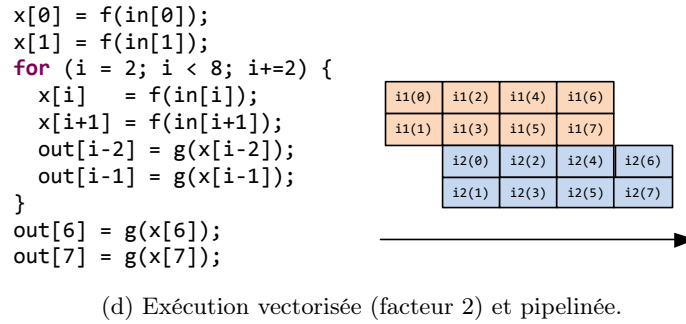 x[0] = f(in[0]);
x[1] = f(in[1]);
for (i = 2; i < 8; i+=2) {
  x[i]   = f(in[i]);
  x[i+1] = f(in[i+1]);
  out[i-2] = g(x[i-2]);
  out[i-1] = g(x[i-1]);
}
out[6] = g(x[6]);
out[7] = g(x[7]);
i1(0) i1(2) i1(4) i1(6)
i1(1) i1(3) i1(5) i1(7)
i2(0) i2(2) i2(4) i2(6)
i2(1) i2(3) i2(5) i2(7)
(d) Exécution vectorisée (facteur 2) et pipelinée.